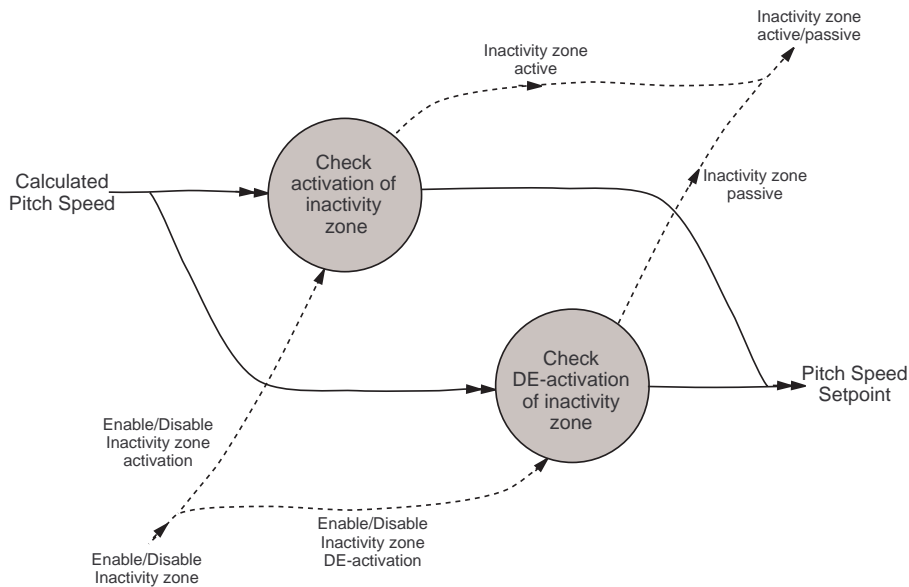 Inactivity zone
active/passive
Inactivity zone
active
Check
activation of
inactivity
zone
Calculated
Pitch Speed
Inactivity zone
passive
Check
DE-activation
of inactivity
zone
Pitch Speed
Setpoint
Enable/Disable
Inactivity zone
activation
Enable/Disable
Inactivity zone
DE-activation
Enable/Disable
Inactivity zone